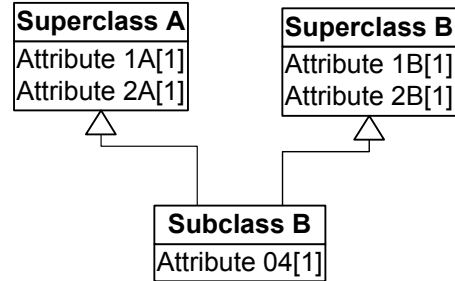 Superclass A
Attribute 1A[1]
Attribute 2A[1]
Superclass B
Attribute 1B[1]
Attribute 2B[1]
Subclass B
Attribute 04[1]